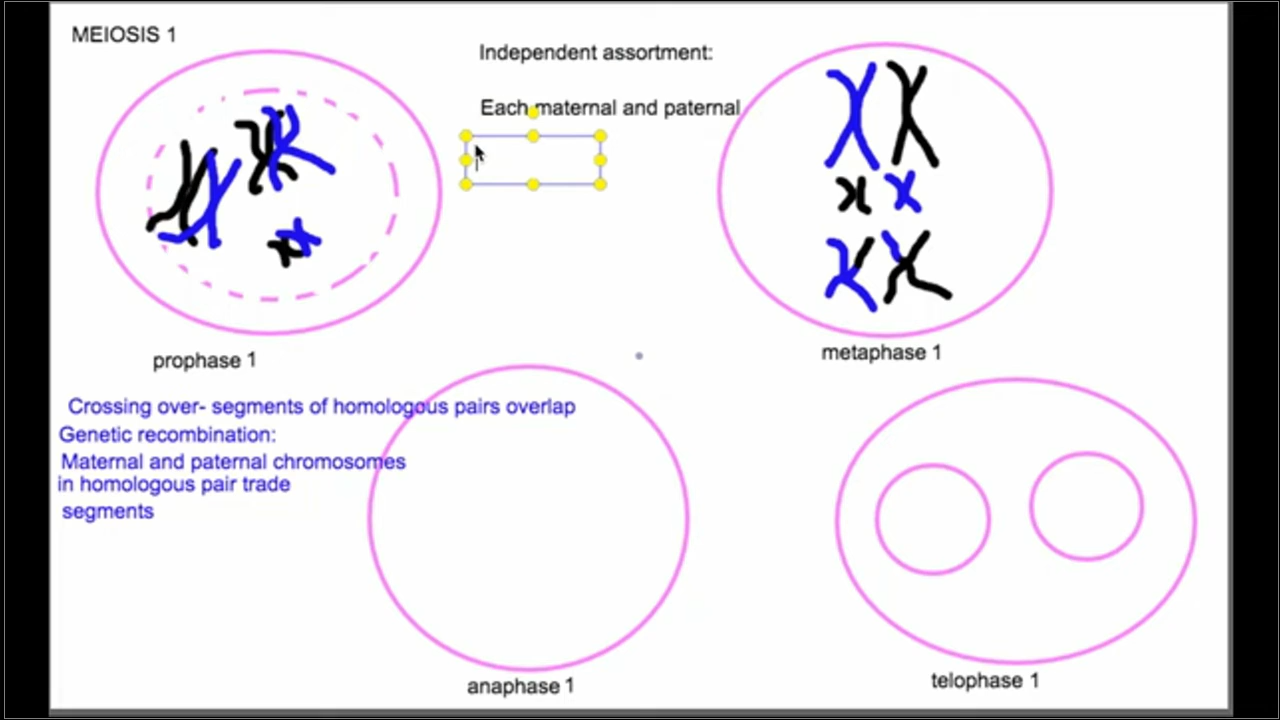 MEIOSIS 1
Independent assortment:
Each maternal and paternal
prophase 1
metaphase 1
Crossing over- segments of homologous pairs overlap
Genetic recombination:
Maternal and paternal chromosomes
in homologous pair trade
segments
anaphase 1
telophase 1